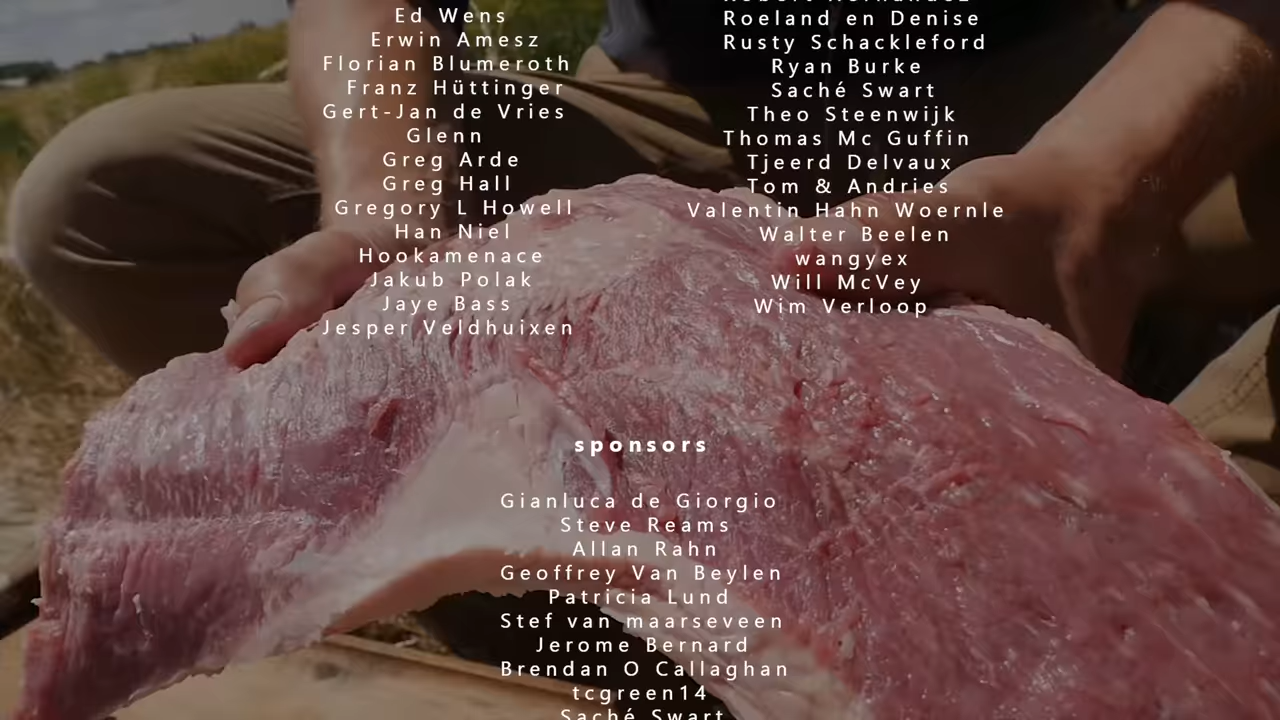 Ed Wens
Erwin Amesz
Florian Blumeroth
Franz Hüttinger
Gert-Jan de Vries
Glenn
Greg Arde
Greg Hall
Gregory L Howell
Han Niel
Hookamenace
Jakub Polak
Jaye Bass
Jesper Veldhuixen
Robert Hernandez
Roeland en Denise
Rusty Schackleford
Ryan Burke
Saché Swart
Theo Steenwijk
Thomas Mc Guffin
Tjeerd Delvaux
Tom & Andries
Valentin Hahn Woernle
Walter Beelen
wangyex
Will McVey
Wim Verloop
sponsors
Gianluca de Giorgio
Steve Reams
Allan Rahn
Geoffrey Van Beylen
Patricia Lund
Stef van maarseveen
Jerome Bernard
Brendan O Callaghan
tcgreen14
Saché Swart